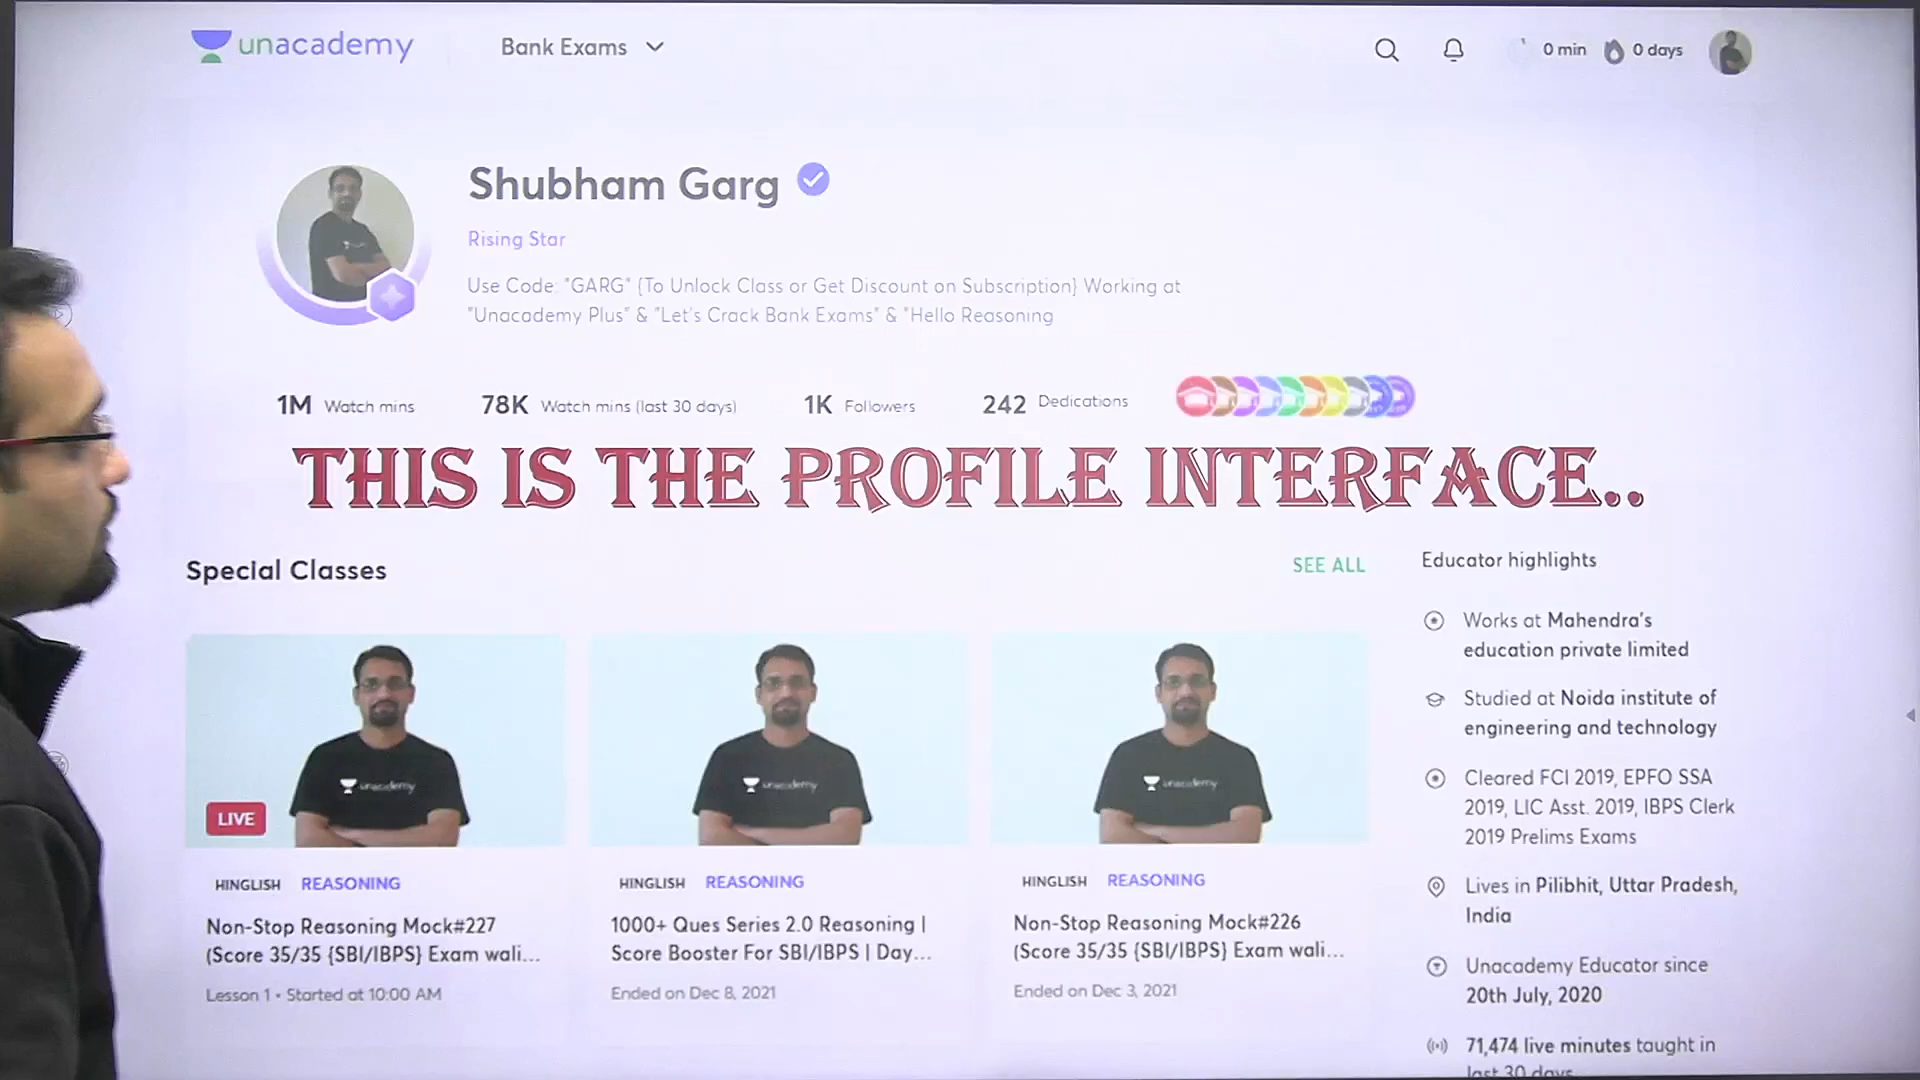 unacademy
Bank Exams
0 min
0 days
Shubham Garg
Rising Star
Use Code: "GARG" {To Unlock Class or Get Discount on Subscription} Working at
"Unacademy Plus" & "Let's Crack Bank Exams" & "Hello Reasoning
1M Watch mins
78K Watch mins (last 30 days)
1K Followers
242 Dedications
THIS IS THE PROFILE INTERFACE..
Special Classes
SEE ALL
unacademy
LIVE
HINGLISH REASONING
Non-Stop Reasoning Mock#227
(Score 35/35 {SBI/IBPS} Exam wali...
Lesson 1 • Started at 10:00 AM
unacademy
HINGLISH REASONING
1000+ Ques Series 2.0 Reasoning |
Score Booster For SBI/IBPS | Day...
Ended on Dec 8, 2021
unacademy
HINGLISH REASONING
Non-Stop Reasoning Mock#226
(Score 35/35 {SBI/IBPS} Exam wali...
Ended on Dec 3, 2021
Educator highlights
Works at Mahendra's
education private limited
Studied at Noida institute of
engineering and technology
Cleared FCI 2019, EPFO SSA
2019, LIC Asst. 2019, IBPS Clerk
2019 Prelims Exams
Lives in Pilibhit, Uttar Pradesh,
India
Unacademy Educator since
20th July, 2020
71,474 live minutes taught in
last 30 days